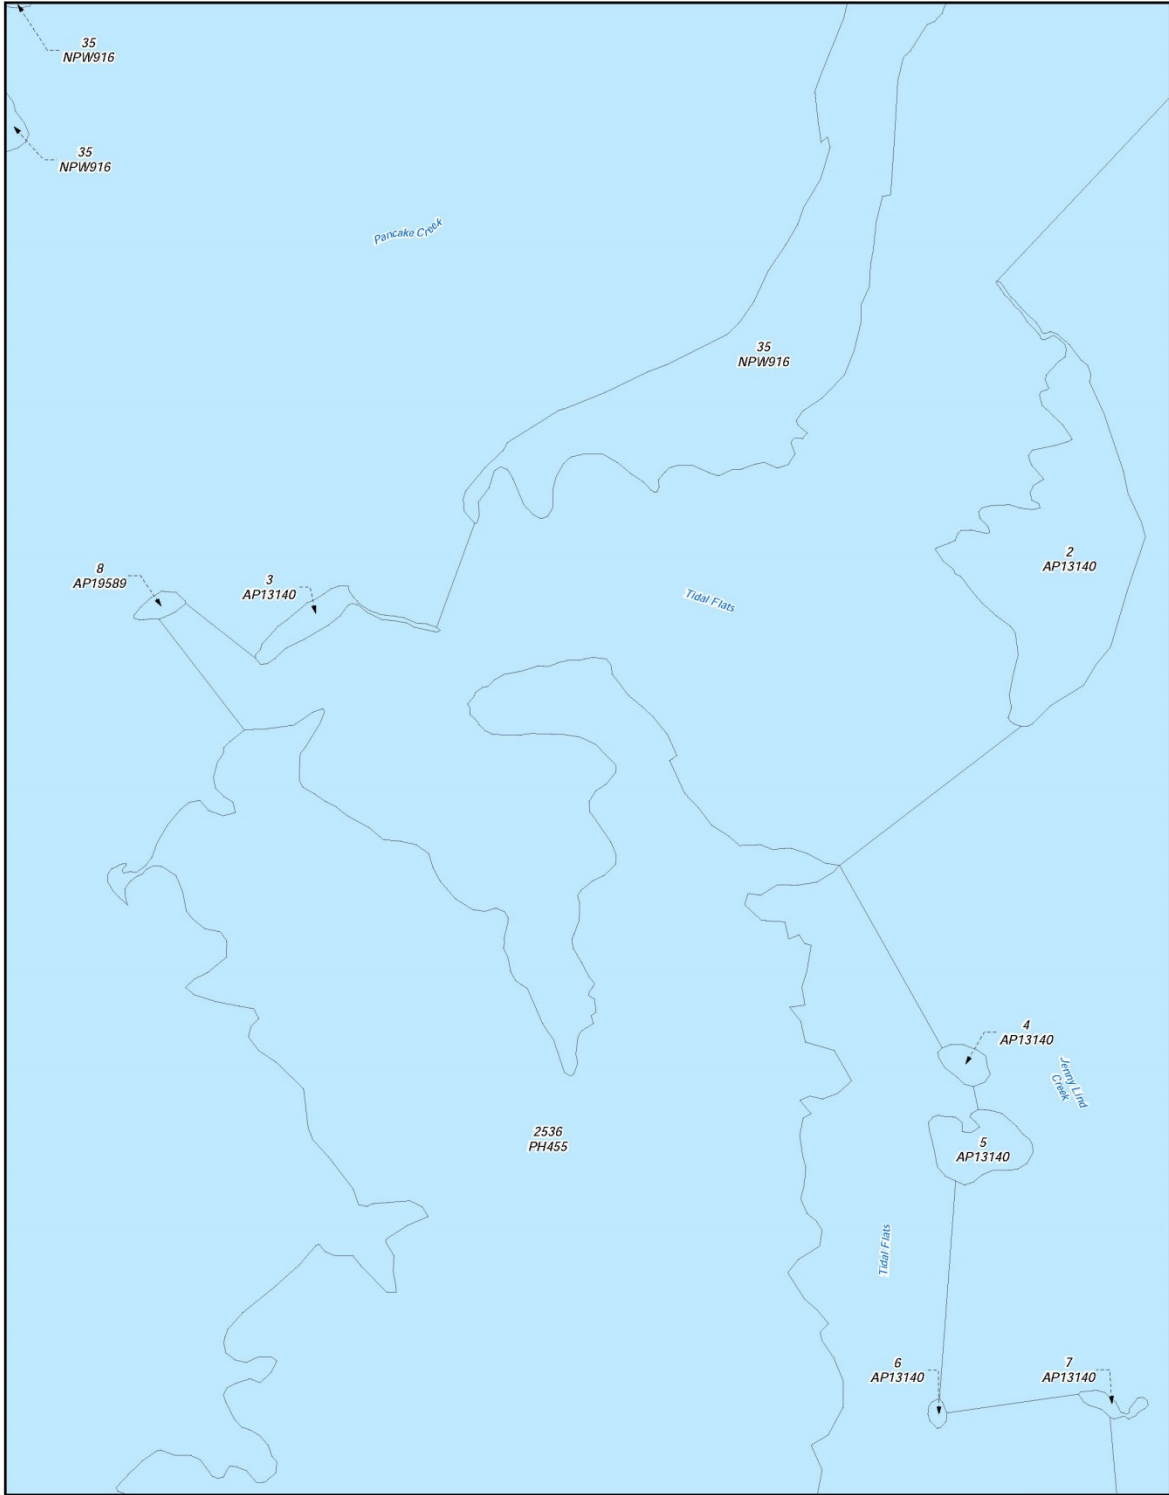 35
NPW916
35
NPW916
Pancake Creek
35
NPW916
2
AP13140
8
AP19589
3
AP13140
Tidal Flats
4
AP13140
Jenny Lind
Creek
2536
PH455
5
AP13140
Tidal Flats
6
AP13140
7
AP13140